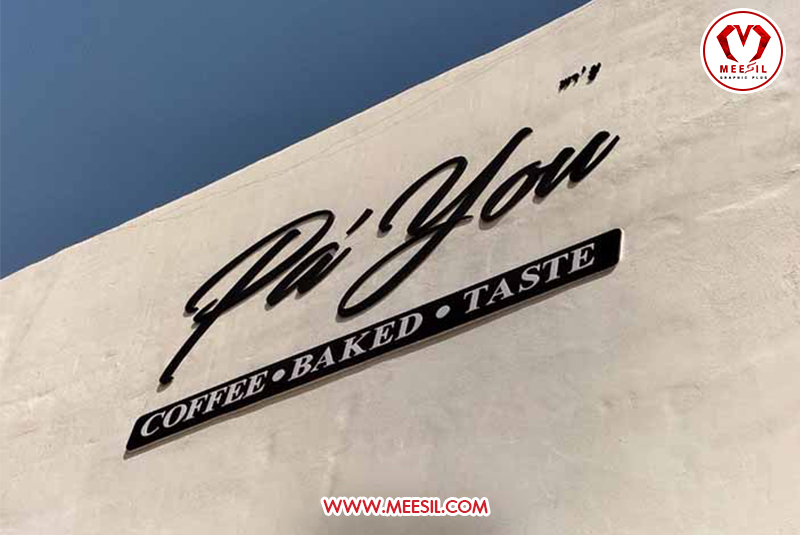 MEESIL
GRAPHIC PLUS
Pa' You
COFFEE • BAKED • TASTE
WWW.MEESIL.COM